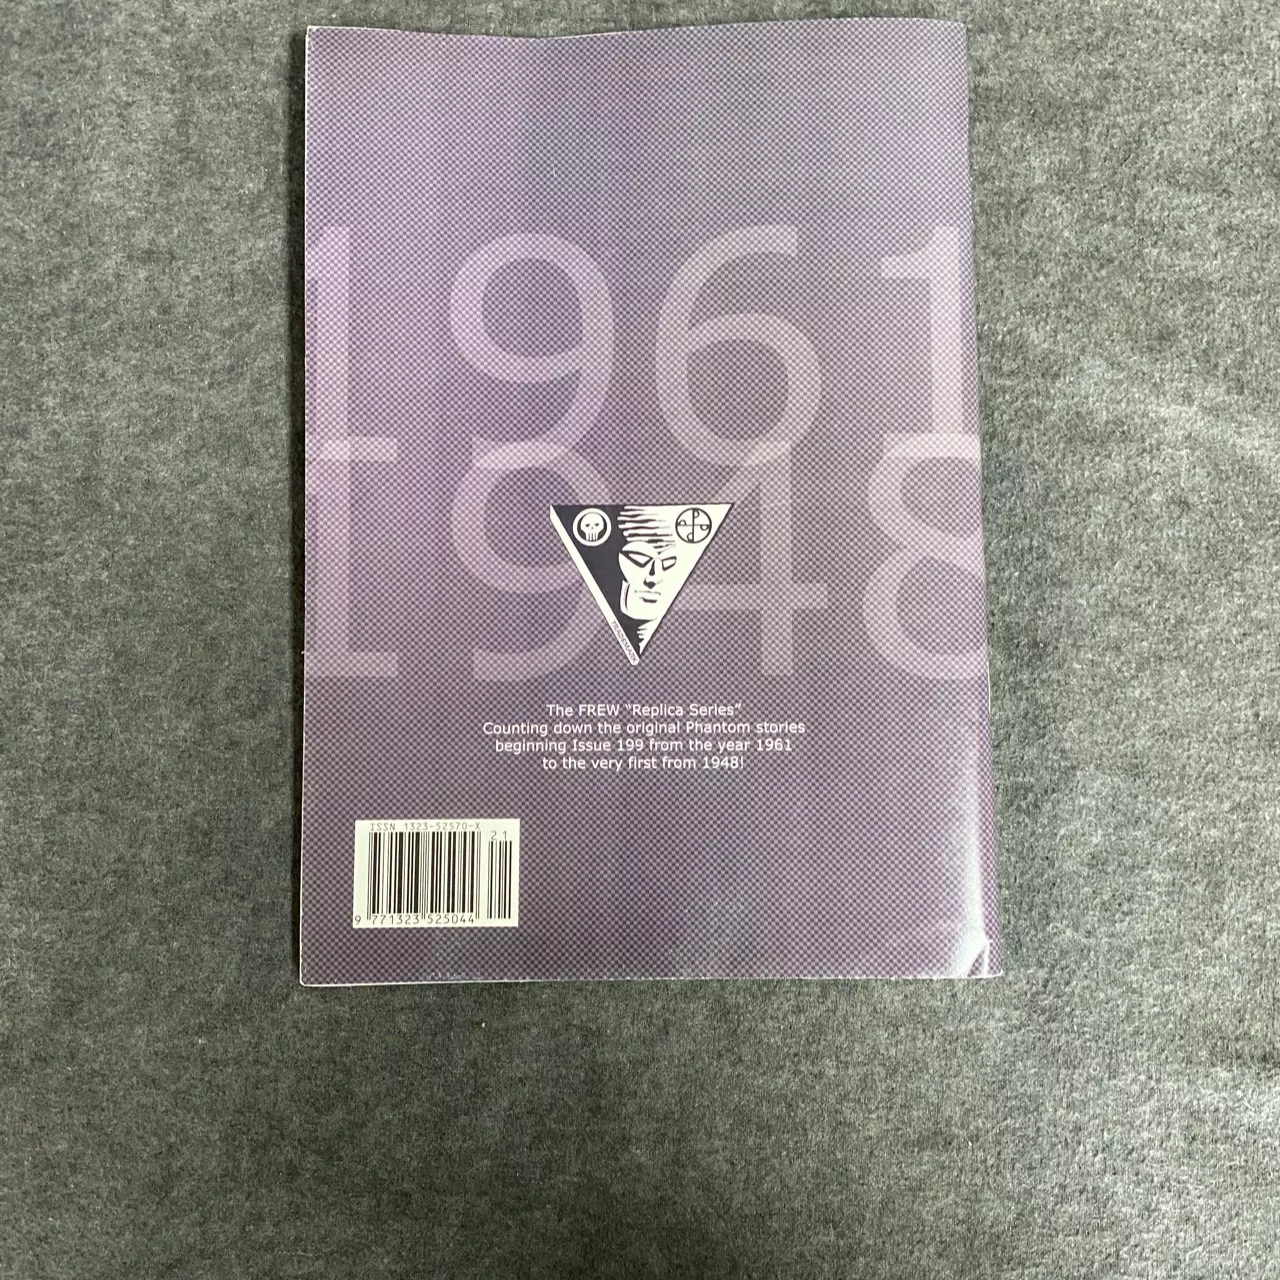 1961
1948
The FREW “Replica Series”
Counting down the original Phantom stories
beginning Issue 199 from the year 1961
to the very first from 1948!
ISSN 1323-52570-X
21
9 771323 525044